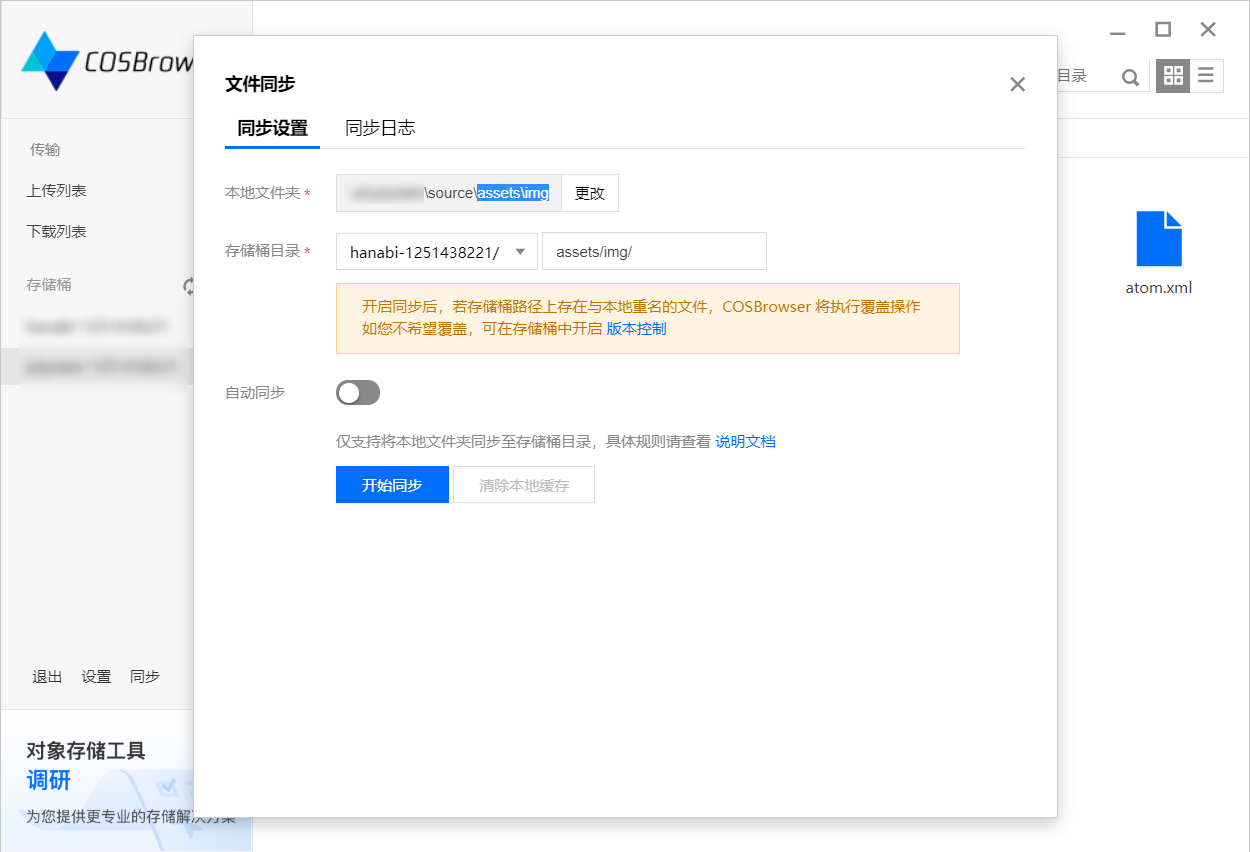 COSBrow
目录
文件同步
同步设置 同步日志
传输
上传列表
下载列表
存储桶
本地文件夹 * \source\assets\img 更改
存储桶目录 * hanabi-1251438221/ assets/img/
开启同步后，若存储桶路径上存在与本地重名的文件，COSBrowser 将执行覆盖操作
如您不希望覆盖，可在存储桶中开启 版本控制
自动同步
仅支持将本地文件夹同步至存储桶目录，具体规则请查看 说明文档
开始同步 清除本地缓存
atom.xml
退出 设置 同步
对象存储工具
调研
为您提供更专业的存储解决方案